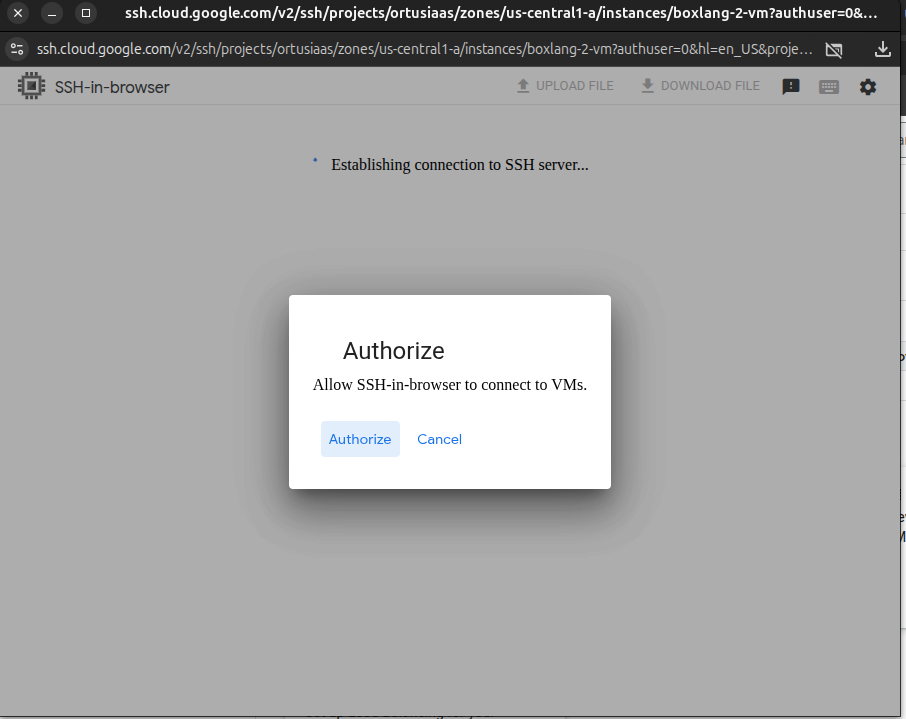 ssh.cloud.google.com/v2/ssh/projects/ortusiaas/zones/us-central1-a/instances/boxlang-2-vm?authuser=0&...
ssh.cloud.google.com/v2/ssh/projects/ortusiaas/zones/us-central1-a/instances/boxlang-2-vm?authuser=0&hl=en_US&proje...
SSH-in-browser
UPLOAD FILE
DOWNLOAD FILE
Establishing connection to SSH server...
Authorize
Allow SSH-in-browser to connect to VMs.
Authorize
Cancel